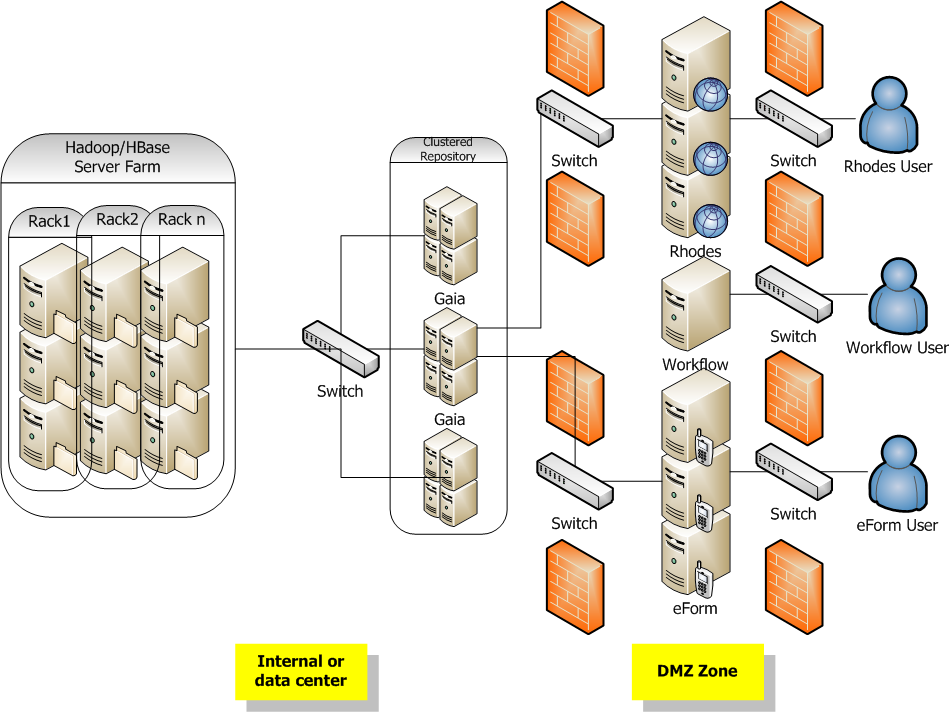 Hadoop/HBase
Server Farm
Rack1
Rack2
Rack n
Switch
Clustered
Repository
Gaia
Gaia
Switch
Rhodes
Switch
Rhodes User
Workflow
Switch
Workflow User
Switch
eForm
Switch
eForm User
Internal or
data center
DMZ Zone